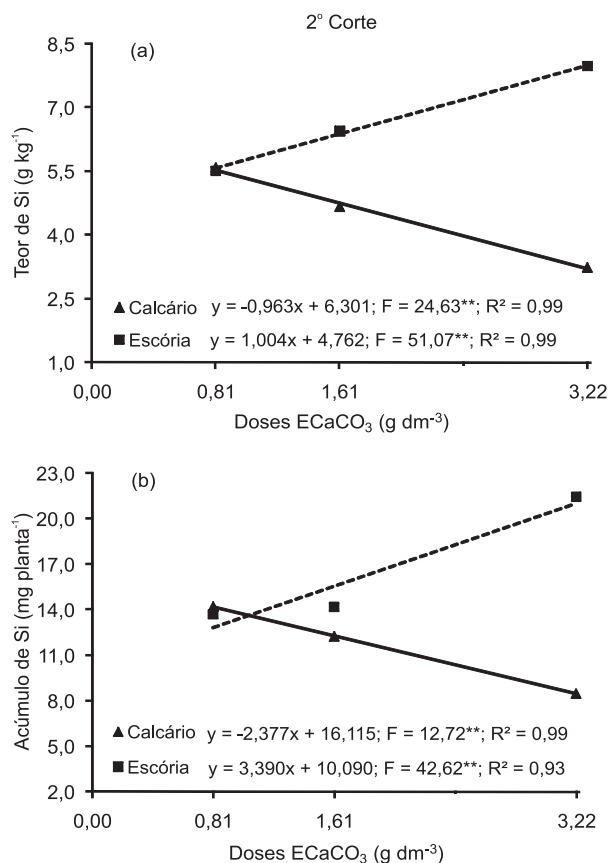 2º Corte
(a)
8,5
7,0
5,5
4,0
2,5
1,0
Teor de Si (g kg⁻¹)
Calcário y = -0,963x + 6,301; F = 24,63**; R² = 0,99
Escória y = 1,004x + 4,762; F = 51,07**; R² = 0,99
0,00 0,81 1,61 3,22
Doses ECaCO₃ (g dm⁻³)
(b)
23,0
20,0
17,0
14,0
11,0
8,0
5,0
2,0
Acúmulo de Si (mg planta⁻¹)
Calcário y = -2,377x + 16,115; F = 12,72**; R² = 0,99
Escória y = 3,390x + 10,090; F = 42,62**; R² = 0,93
0,00 0,81 1,61 3,22
Doses ECaCO₃ (g dm⁻³)